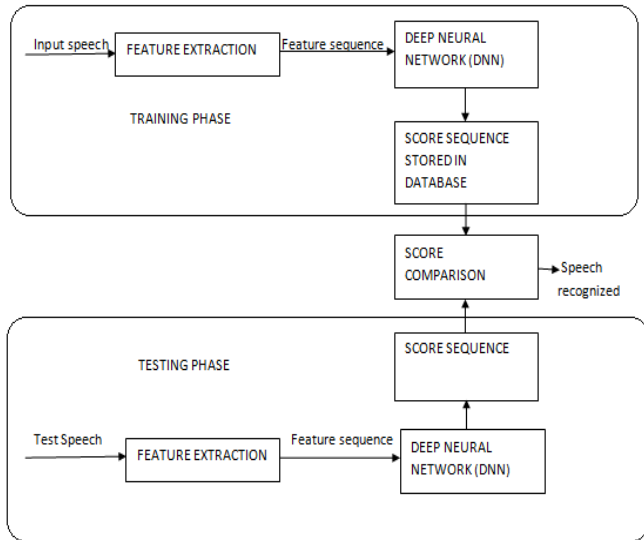 Input speech
FEATURE EXTRACTION
Feature sequence
DEEP NEURAL
NETWORK (DNN)
TRAINING PHASE
SCORE SEQUENCE
STORED IN
DATABASE
SCORE
COMPARISON
Speech
recognized
SCORE SEQUENCE
TESTING PHASE
Test Speech
FEATURE EXTRACTION
Feature sequence
DEEP NEURAL
NETWORK (DNN)